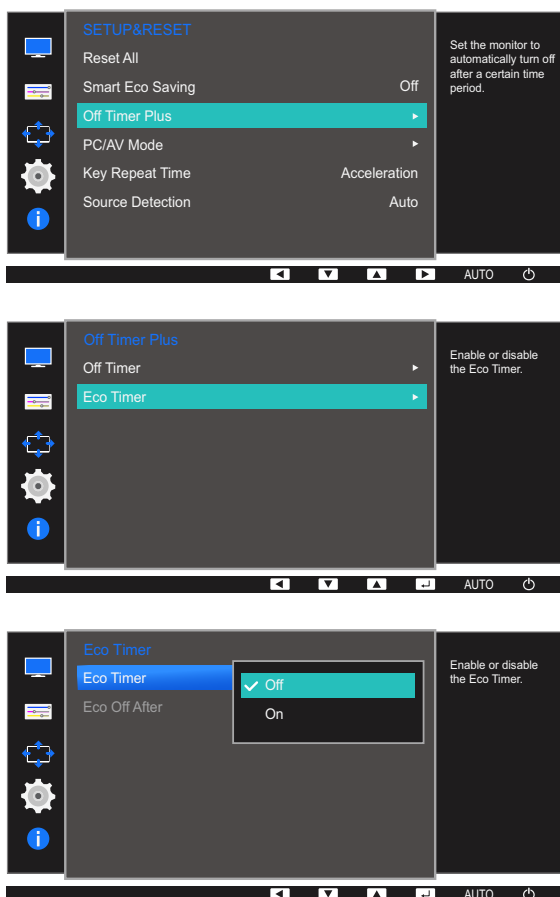 SETUP&RESET
Reset All
Smart Eco Saving Off
Off Timer Plus
PC/AV Mode
Key Repeat Time Acceleration
Source Detection Auto
Set the monitor to
automatically turn off
after a certain time
period.
AUTO
Off Timer Plus
Off Timer
Eco Timer
Enable or disable
the Eco Timer.
AUTO
Eco Timer
Eco Timer
Off
Eco Off After
On
Enable or disable
the Eco Timer.
AUTO